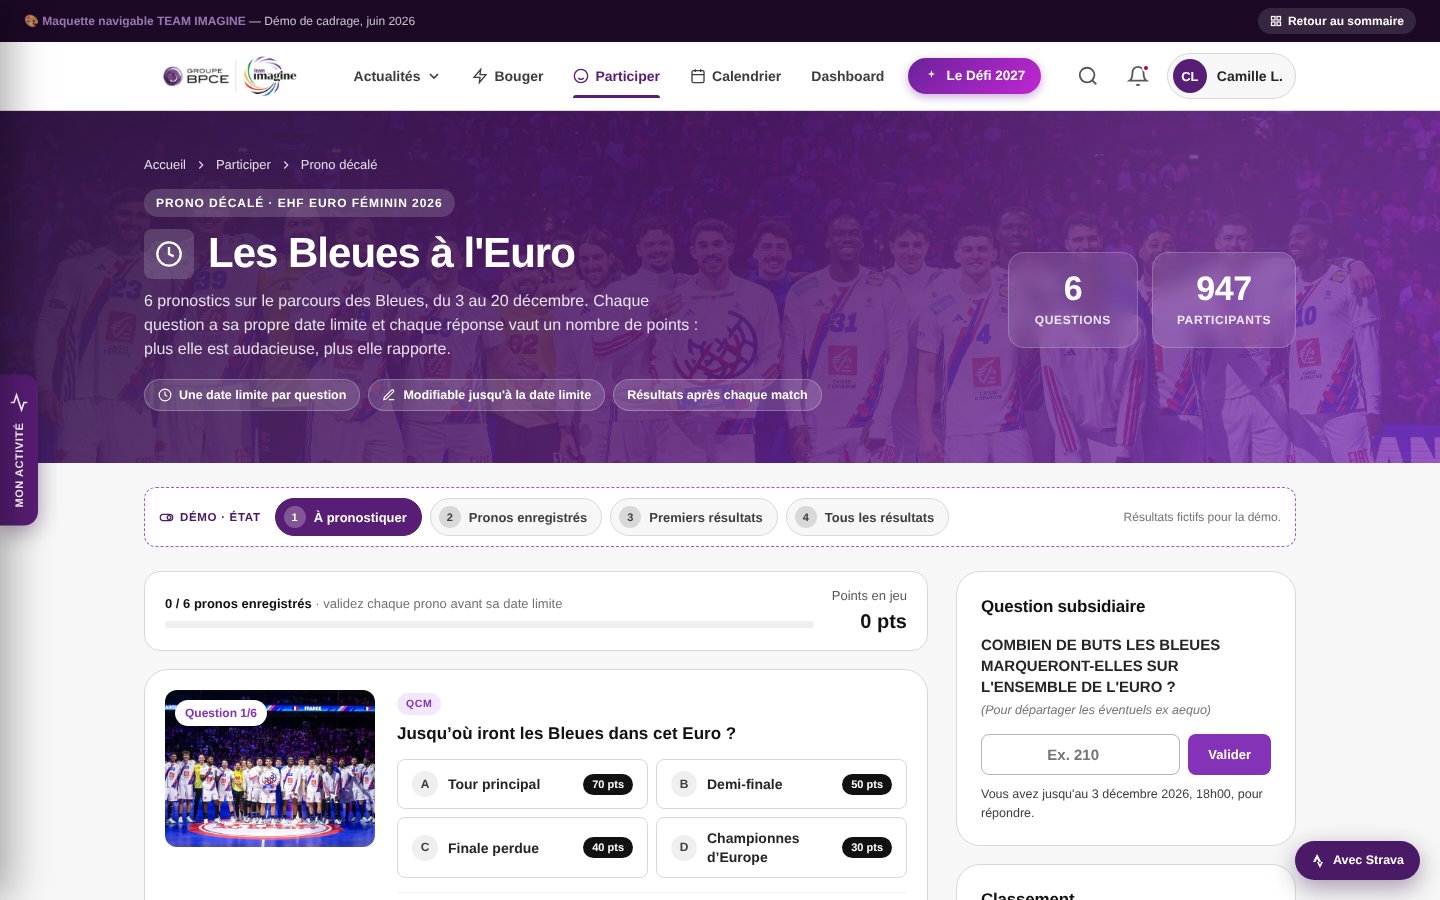 🎨 Maquette navigable TEAM IMAGINE — Démo de cadrage, juin 2026
Retour au sommaire
GROUPE
BPCE
team
imagine
Actualités
Bouger
Participer
Calendrier
Dashboard
Le Défi 2027
CL
Camille L.
Accueil > Participer > Prono décalé
PRONO DÉCALÉ · EHF EURO FÉMININ 2026
Les Bleues à l'Euro
6 pronostics sur le parcours des Bleues, du 3 au 20 décembre. Chaque
question a sa propre date limite et chaque réponse vaut un nombre de points :
plus elle est audacieuse, plus elle rapporte.
6
QUESTIONS
947
PARTICIPANTS
Une date limite par question
Modifiable jusqu'à la date limite
Résultats après chaque match
MON ACTIVITÉ
DÉMO · ÉTAT
1 À pronostiquer
2 Pronos enregistrés
3 Premiers résultats
4 Tous les résultats
Résultats fictifs pour la démo.
0 / 6 pronos enregistrés · validez chaque prono avant sa date limite
Points en jeu
0 pts
Question 1/6
FRANCE
QCM
Jusqu’où iront les Bleues dans cet Euro ?
A Tour principal 70 pts
B Demi-finale 50 pts
C Finale perdue 40 pts
D Championnes
d’Europe 30 pts
Question subsidiaire
COMBIEN DE BUTS LES BLEUES
MARQUERONT-ELLES SUR
L'ENSEMBLE DE L'EURO ?
(Pour départager les éventuels ex aequo)
Ex. 210
Valider
Vous avez jusqu'au 3 décembre 2026, 18h00, pour
répondre.
Classement
Avec Strava